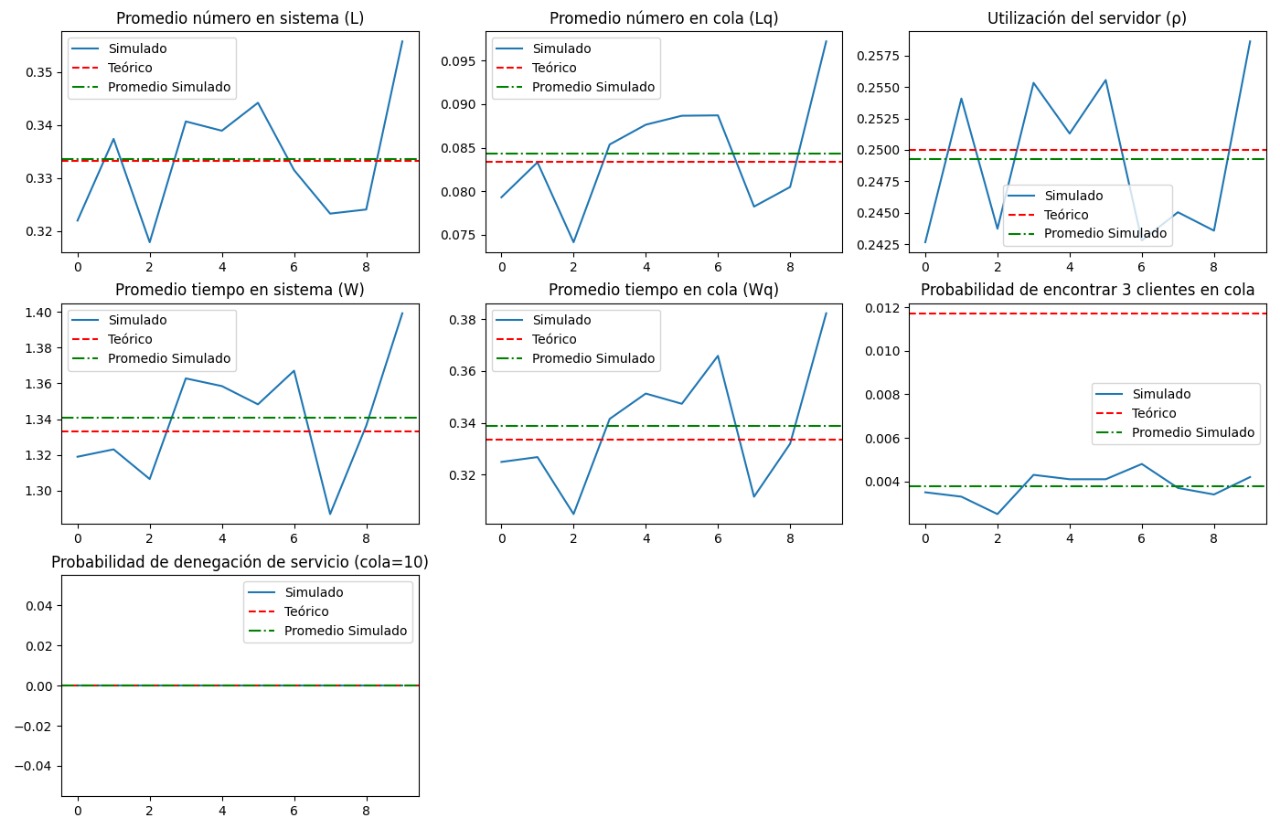 Promedio número en sistema (L)
Simulado
Teórico
Promedio Simulado
0.35
0.34
0.33
0.32
0 2 4 6 8
Promedio número en cola (Lq)
Simulado
Teórico
Promedio Simulado
0.095
0.090
0.085
0.080
0.075
0 2 4 6 8
Utilización del servidor (ρ)
0.2575
0.2550
0.2525
0.2500
0.2475
0.2450
0.2425
Simulado
Teórico
Promedio Simulado
0 2 4 6 8
Promedio tiempo en sistema (W)
Simulado
Teórico
Promedio Simulado
1.40
1.38
1.36
1.34
1.32
1.30
0 2 4 6 8
Promedio tiempo en cola (Wq)
Simulado
Teórico
Promedio Simulado
0.38
0.36
0.34
0.32
0 2 4 6 8
Probabilidad de encontrar 3 clientes en cola
0.012
0.010
0.008
0.006
0.004
Simulado
Teórico
Promedio Simulado
0 2 4 6 8
Probabilidad de denegación de servicio (cola=10)
Simulado
Teórico
Promedio Simulado
0.04
0.02
0.00
−0.02
−0.04
0 2 4 6 8